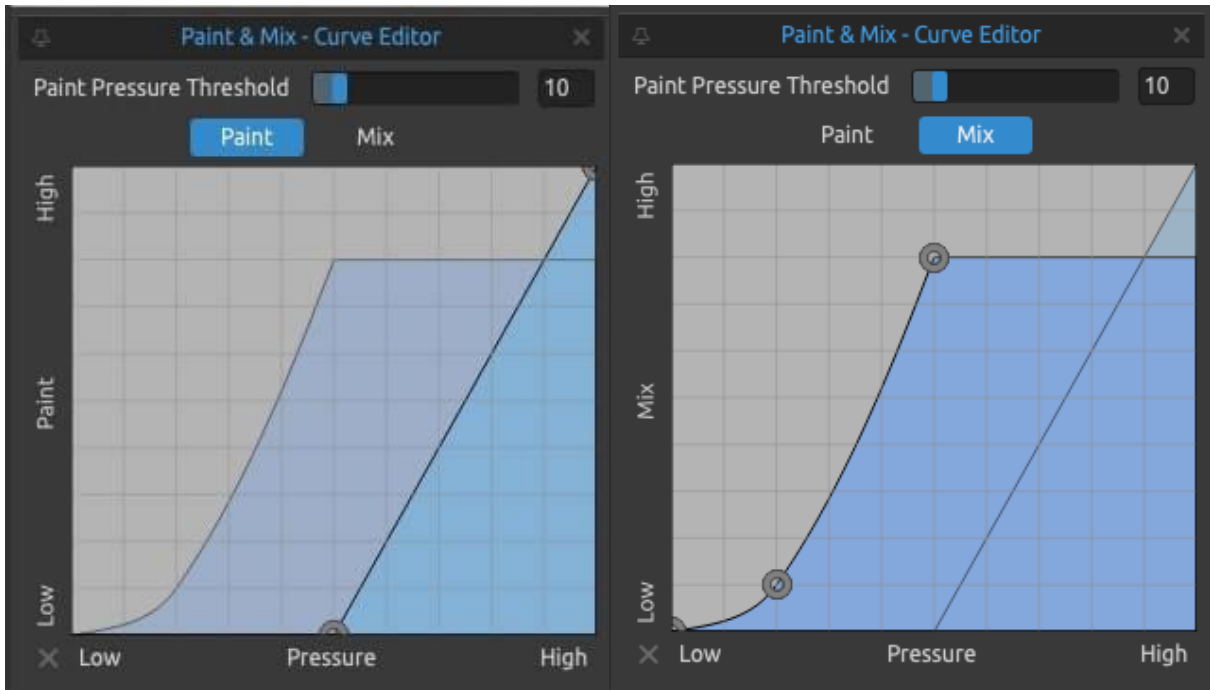 Paint & Mix - Curve Editor
Paint Pressure Threshold 10
Paint Mix
High
Paint
Low
Low Pressure High
Paint & Mix - Curve Editor
Paint Pressure Threshold 10
Paint Mix
High
Mix
Low
Low Pressure High